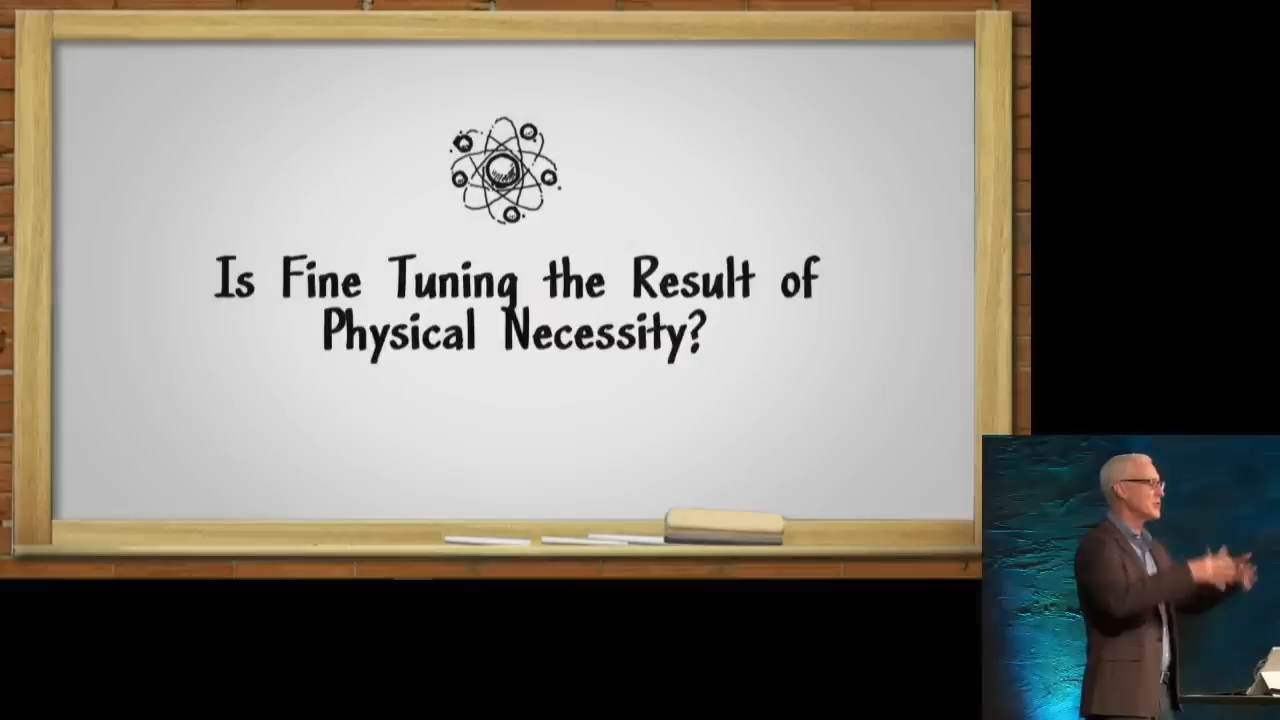 Is Fine Tuning the Result of
Physical Necessity?